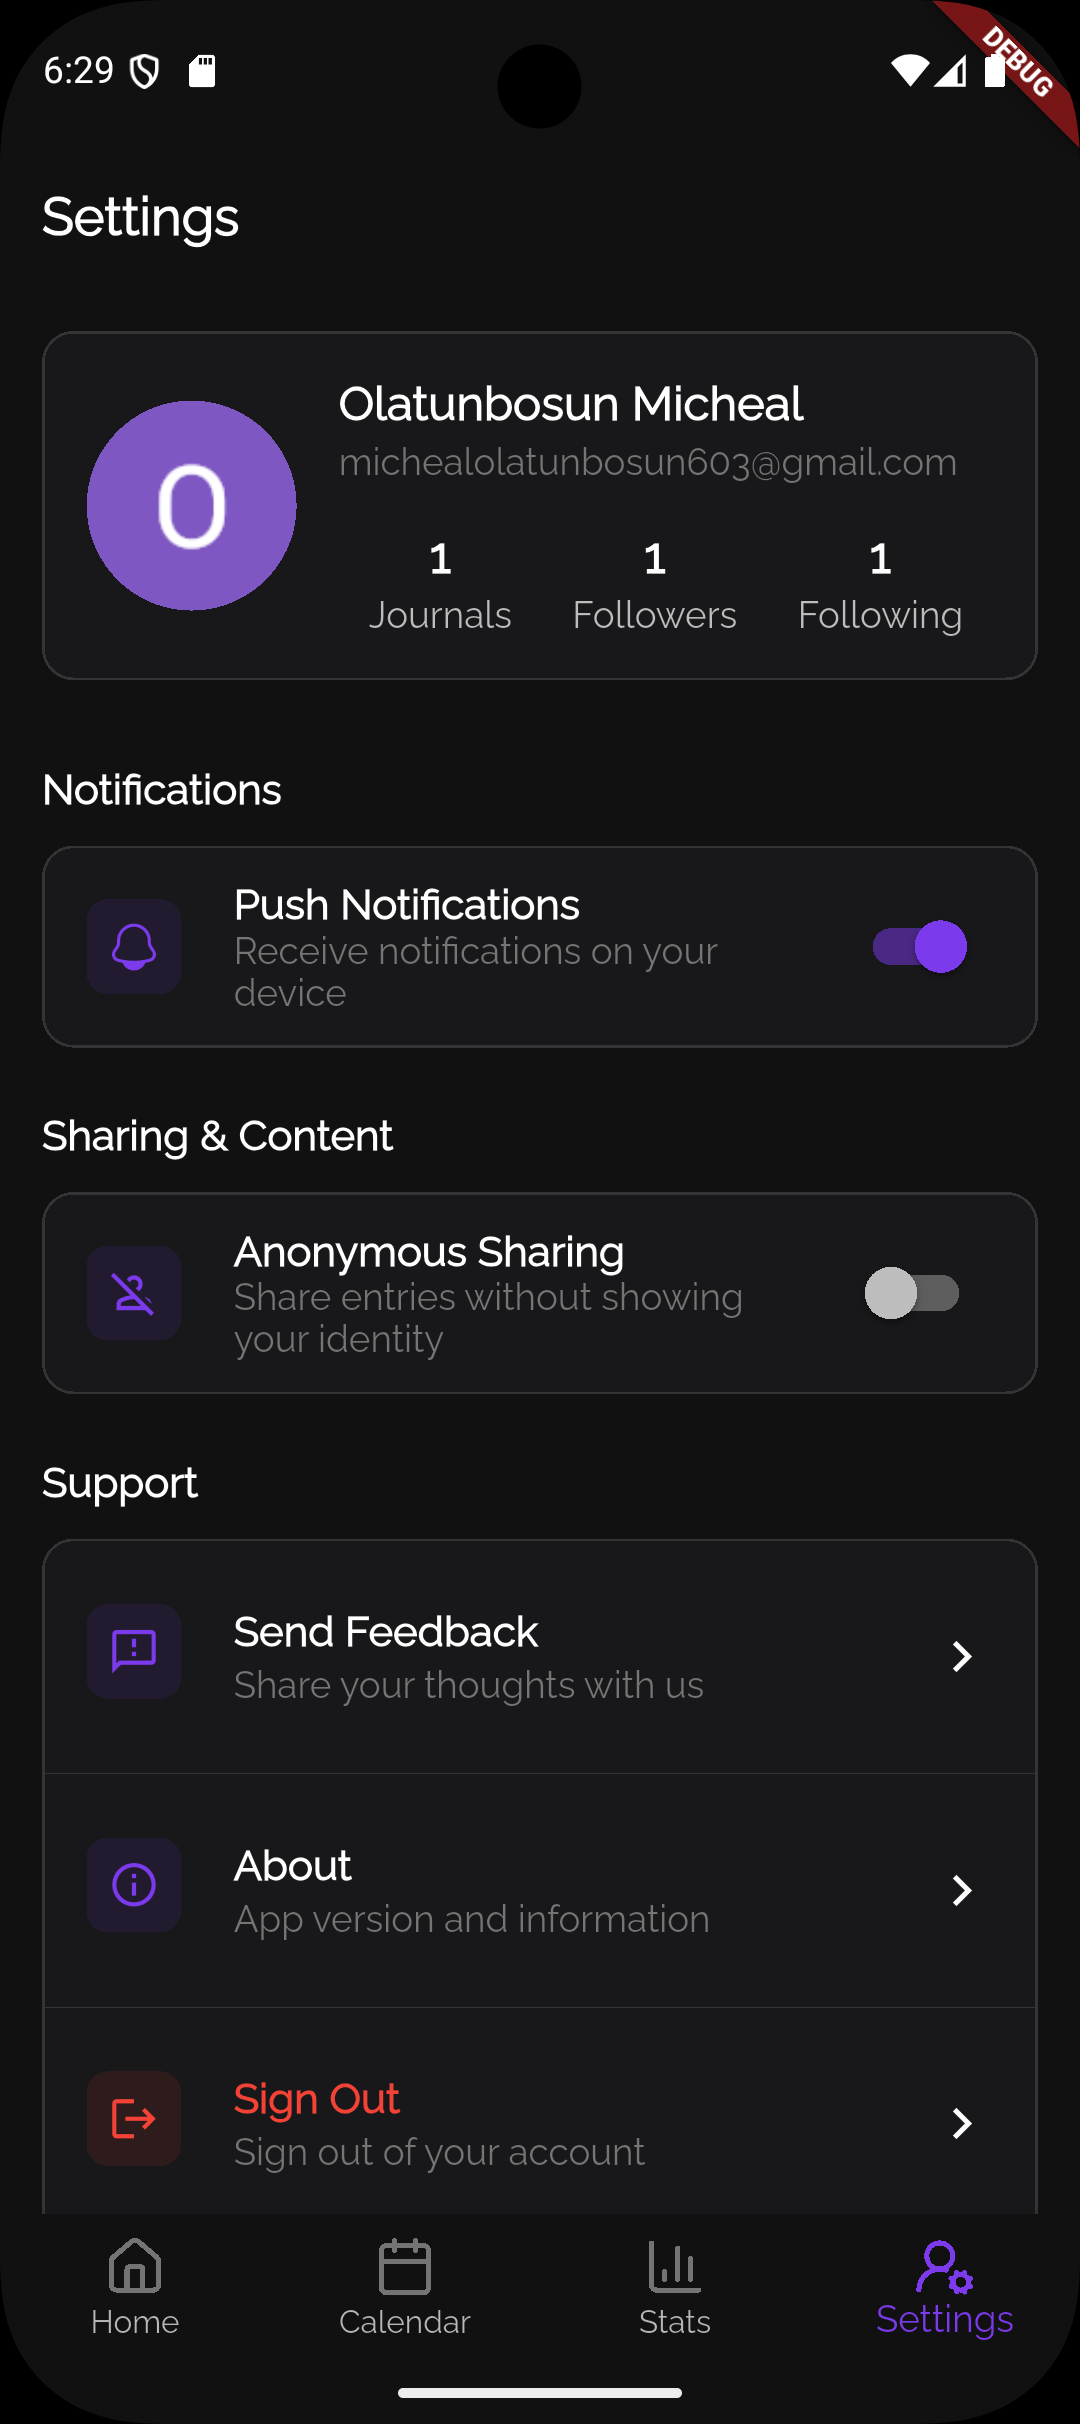 6:29
DEBUG
Settings
O
Olatunbosun Micheal
michealolatunbosun603@gmail.com
1 1 1
Journals Followers Following
Notifications
Push Notifications
Receive notifications on your
device
Sharing & Content
Anonymous Sharing
Share entries without showing
your identity
Support
Send Feedback
Share your thoughts with us
About
App version and information
Sign Out
Sign out of your account
Home Calendar Stats Settings